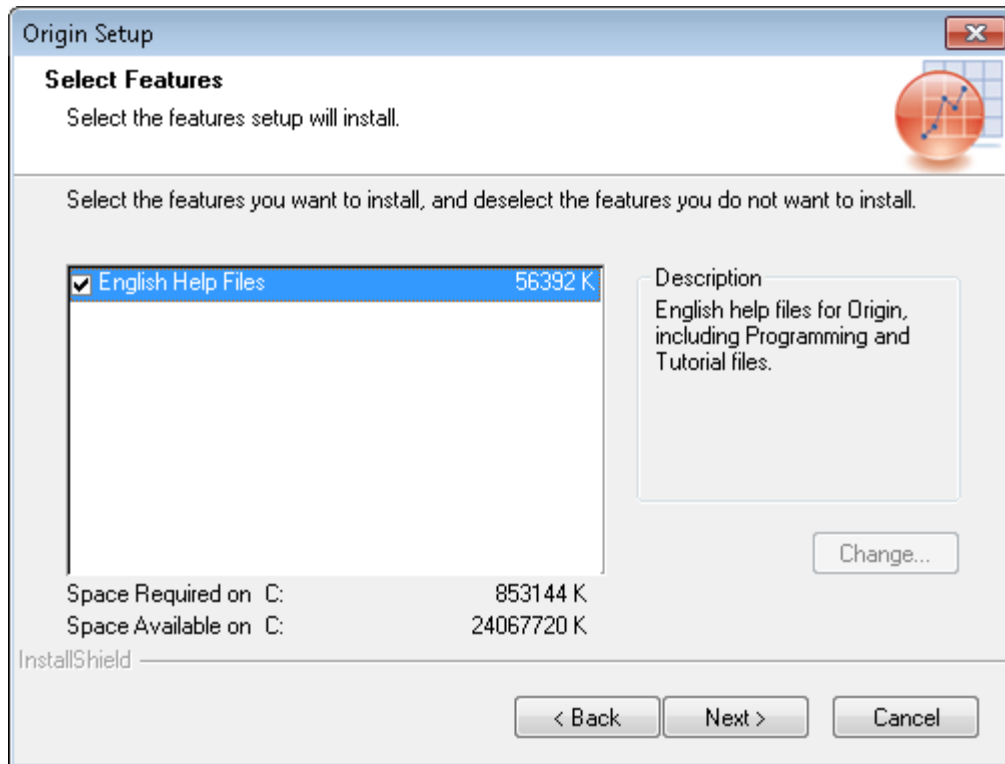 Origin Setup
Select Features
Select the features setup will install.
Select the features you want to install, and deselect the features you do not want to install.
English Help Files 56392 K
Description
English help files for Origin,
including Programming and
Tutorial files.
Change...
Space Required on C: 853144 K
Space Available on C: 24067720 K
InstallShield
< Back Next > Cancel